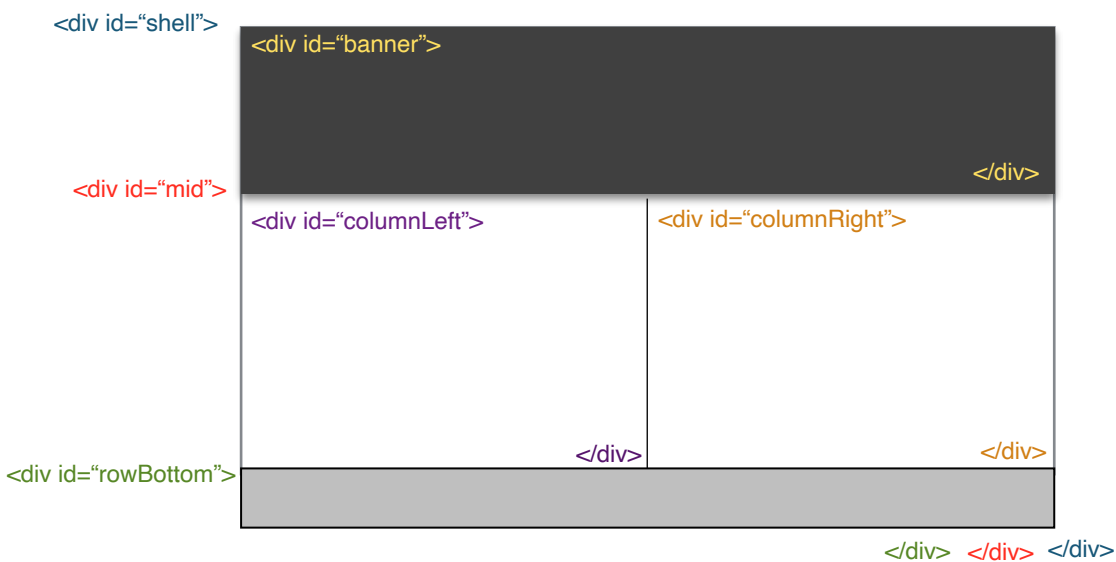 <div id=“shell”>
<div id=“banner”>
</div>
<div id=“mid”>
<div id=“columnLeft”>
<div id=“columnRight”>
</div>
</div>
<div id=“rowBottom”>
</div> </div> </div>